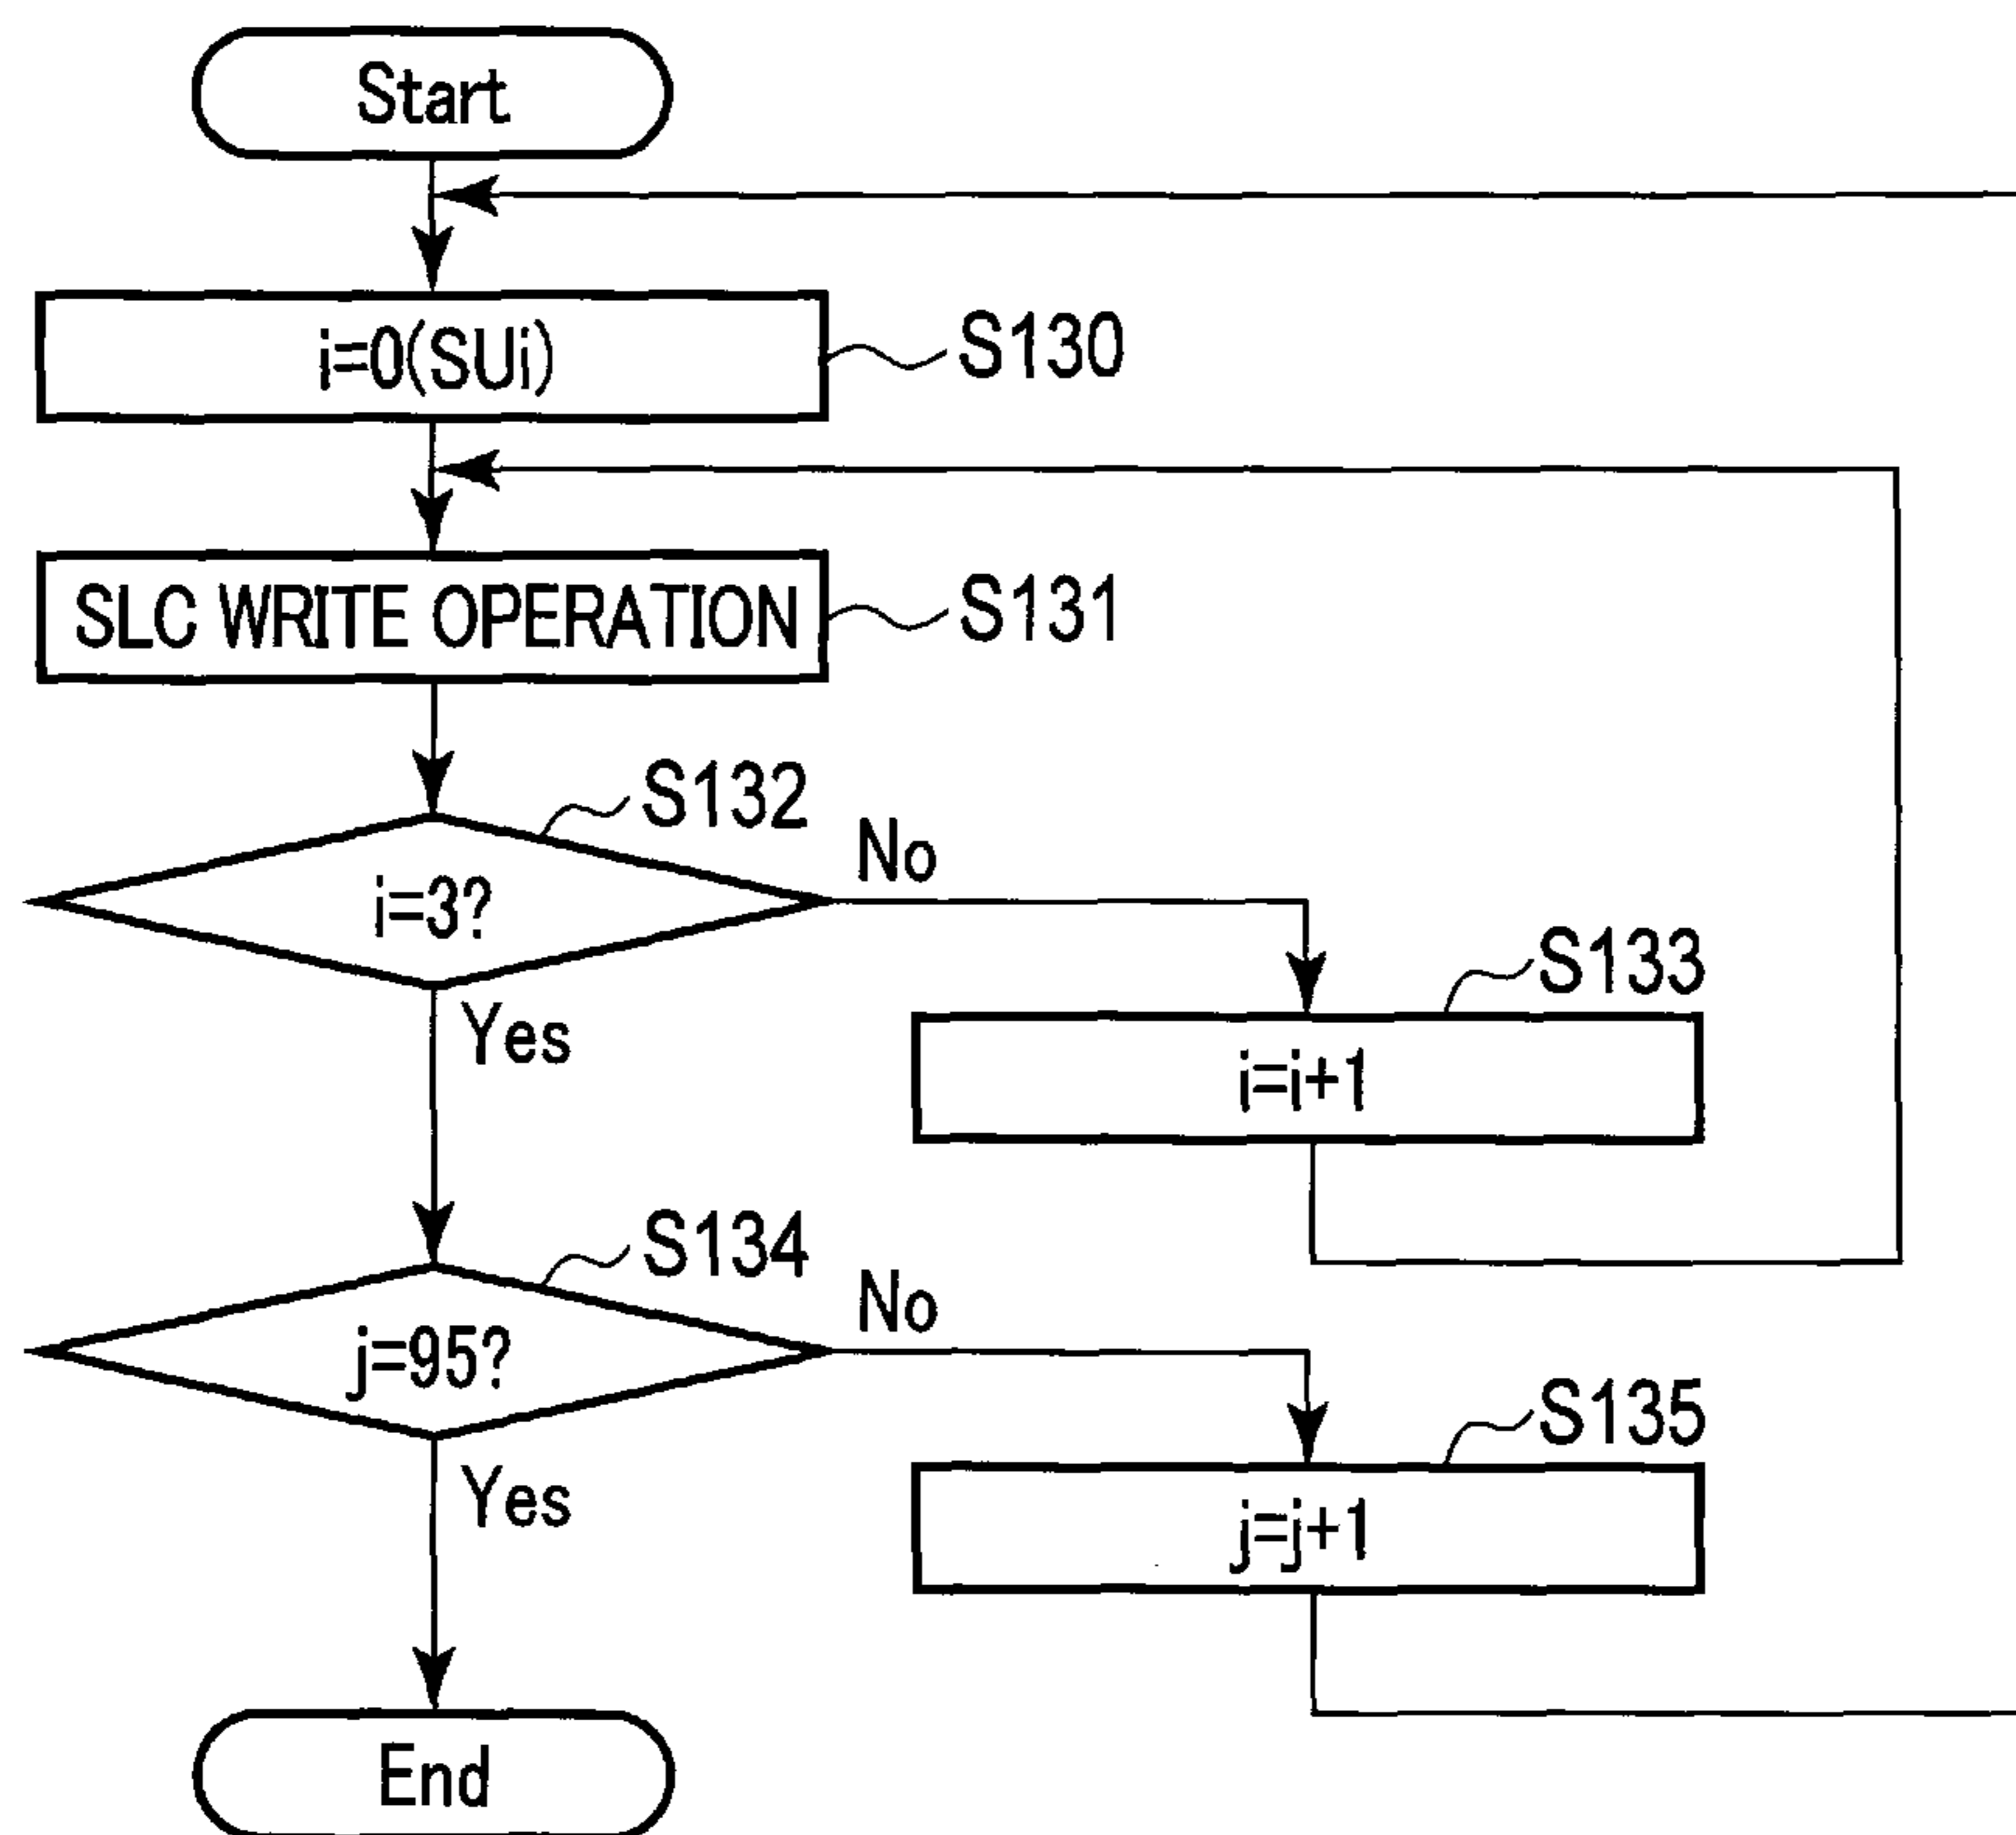 Start
i=0(SUi)
S130
SLC WRITE OPERATION
S131
S132
i=3?
No
Yes
S133
i=i+1
S134
j=95?
No
Yes
S135
j=j+1
End